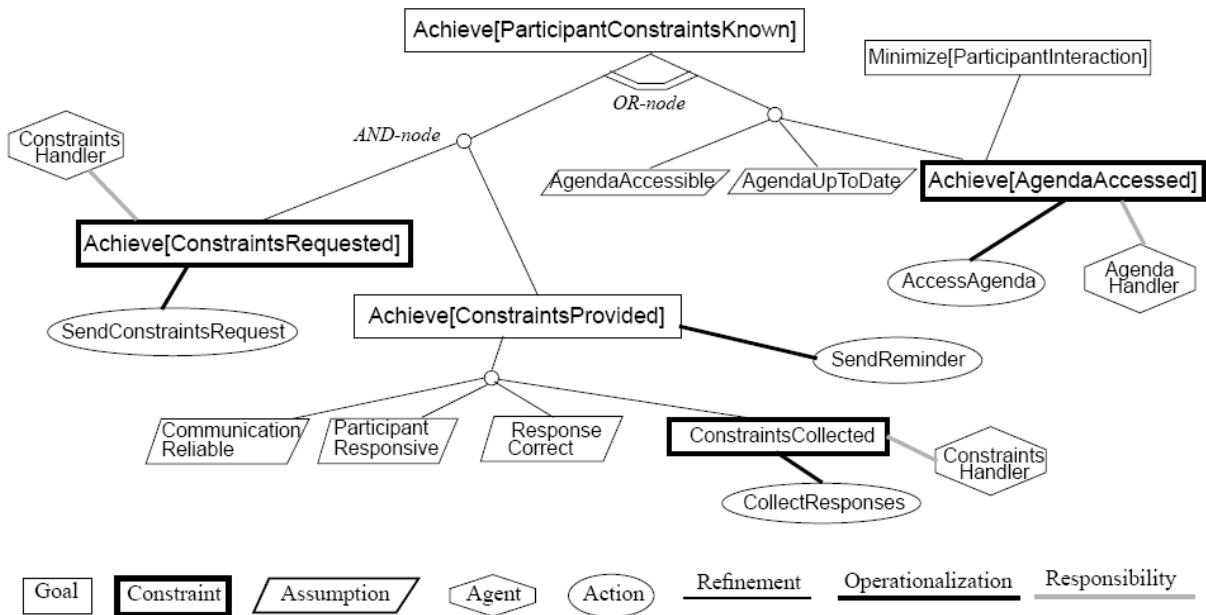 Achieve[ParticipantConstraintsKnown]
Minimize[ParticipantInteraction]
OR-node
AND-node
Constraints
Handler
AgendaAccessible
AgendaUpToDate
Achieve[AgendaAccessed]
Achieve[ConstraintsRequested]
AccessAgenda
Agenda
Handler
SendConstraintsRequest
Achieve[ConstraintsProvided]
SendReminder
Communication
Reliable
Participant
Responsive
Response
Correct
ConstraintsCollected
Constraints
Handler
CollectResponses
Goal
Constraint
Assumption
Agent
Action
Refinement
Operationalization
Responsibility